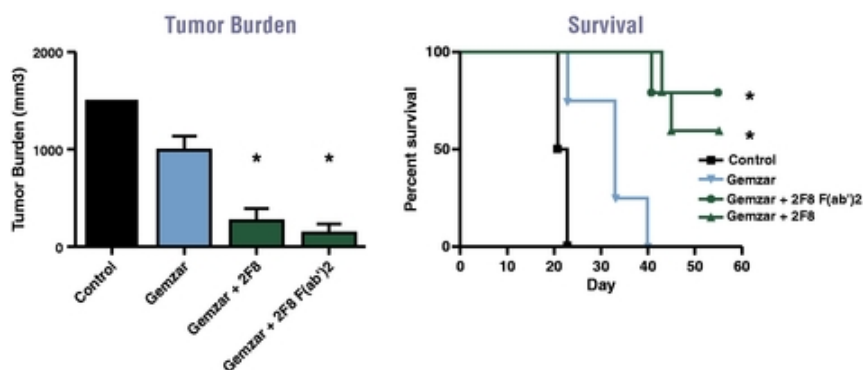 Tumor Burden
Tumor Burden (mm3)
2000
1000
0
*
*
Control
Gemzar
Gemzar + 2F8
Gemzar + 2F8 F(ab')2
Survival
Percent survival
100
50
0
*
*
Control
Gemzar
Gemzar + 2F8 F(ab')2
Gemzar + 2F8
0 10 20 30 40 50 60
Day